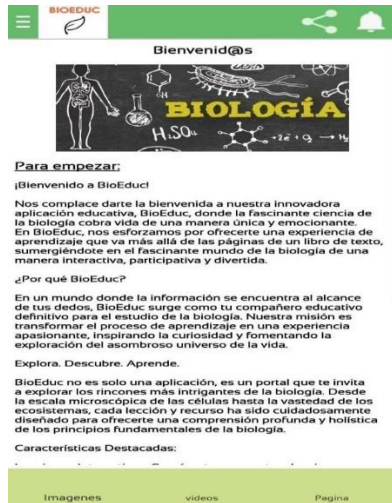 BIOEDUC
Bienvenid@s
BIOLOGÍA
H₂SO₄
+2ē + O₃ → H₂
Para empezar:
¡Bienvenido a BioEduc!
Nos complace darte la bienvenida a nuestra innovadora
aplicación educativa, BioEduc, donde la fascinante ciencia de
la biología cobra vida de una manera única y emocionante.
En BioEduc, nos esforzamos por ofrecerte una experiencia de
aprendizaje que va más allá de las páginas de un libro de texto,
sumergiéndote en el fascinante mundo de la biología de una
manera interactiva, participativa y divertida.
¿Por qué BioEduc?
En un mundo donde la información se encuentra al alcance
de tus dedos, BioEduc surge como tu compañero educativo
definitivo para el estudio de la biología. Nuestra misión es
transformar el proceso de aprendizaje en una experiencia
apasionante, inspirando la curiosidad y fomentando la
exploración del asombroso universo de la vida.
Explora. Descubre. Aprende.
BioEduc no es solo una aplicación, es un portal que te invita
a explorar los rincones más intrigantes de la biología. Desde
la escala microscópica de las células hasta la vastedad de los
ecosistemas, cada lección y recurso ha sido cuidadosamente
diseñado para ofrecerte una comprensión profunda y holística
de los principios fundamentales de la biología.
Características Destacadas:
Imagenes
videos
Pagina